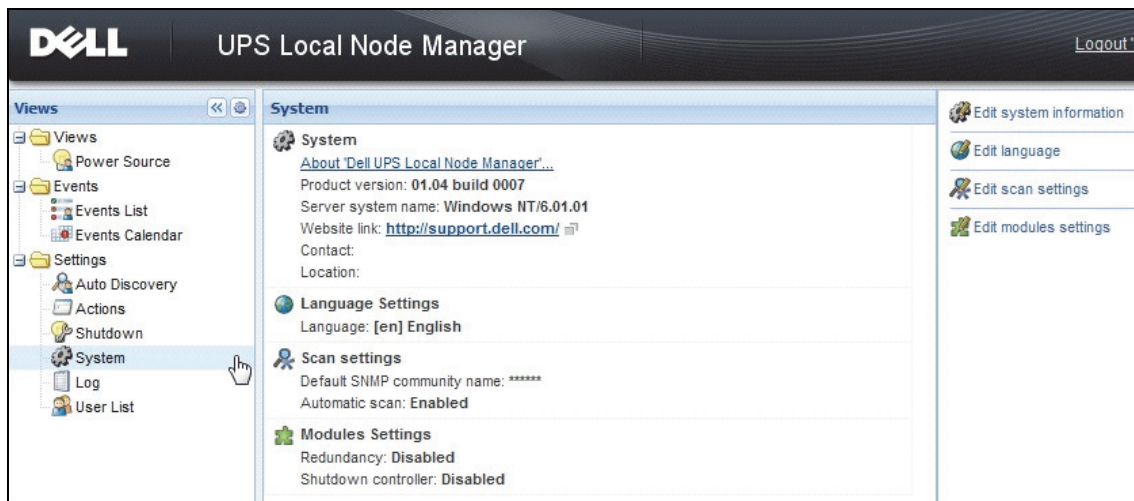 DELL
UPS Local Node Manager
Logout
Views
Views
Power Source
Events
Events List
Events Calendar
Settings
Auto Discovery
Actions
Shutdown
System
Log
User List
System
System
About 'Dell UPS Local Node Manager'...
Product version: 01.04 build 0007
Server system name: Windows NT/6.01.01
Website link: http://support.dell.com/
Contact:
Location:
Language Settings
Language: [en] English
Scan settings
Default SNMP community name: ******
Automatic scan: Enabled
Modules Settings
Redundancy: Disabled
Shutdown controller: Disabled
Edit system information
Edit language
Edit scan settings
Edit modules settings